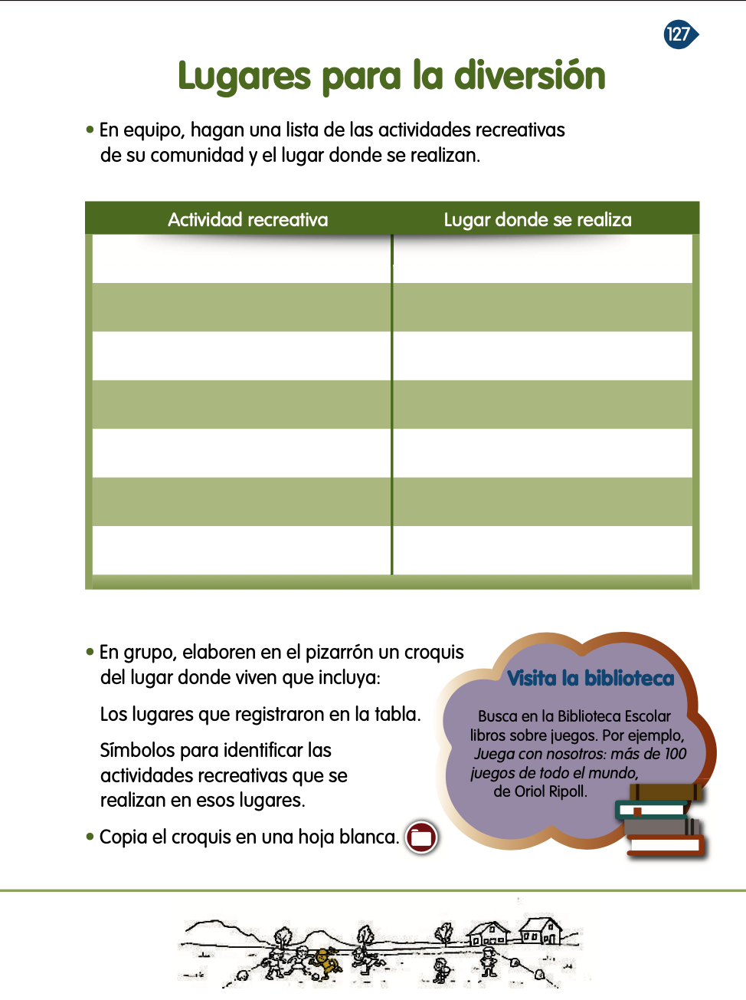 127
Lugares para la diversión
• En equipo, hagan una lista de las actividades recreativas
de su comunidad y el lugar donde se realizan.
Actividad recreativa
Lugar donde se realiza
• En grupo, elaboren en el pizarrón un croquis
del lugar donde viven que incluya:
Los lugares que registraron en la tabla.
Símbolos para identificar las
actividades recreativas que se
realizan en esos lugares.
• Copia el croquis en una hoja blanca.
Visita la biblioteca
Busca en la Biblioteca Escolar
libros sobre juegos. Por ejemplo,
Juega con nosotros: más de 100
juegos de todo el mundo,
de Oriol Ripoll.